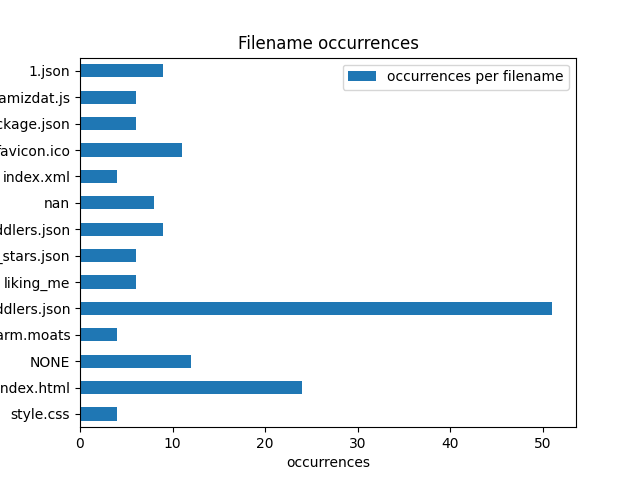 Filename occurrences
occurrences per filename
1.json
amizdat.js
ckage.json
favicon.ico
index.xml
nan
ddlers.json
_stars.json
liking_me
ddlers.json
arm.moats
NONE
index.html
style.css
0 10 20 30 40 50
occurrences